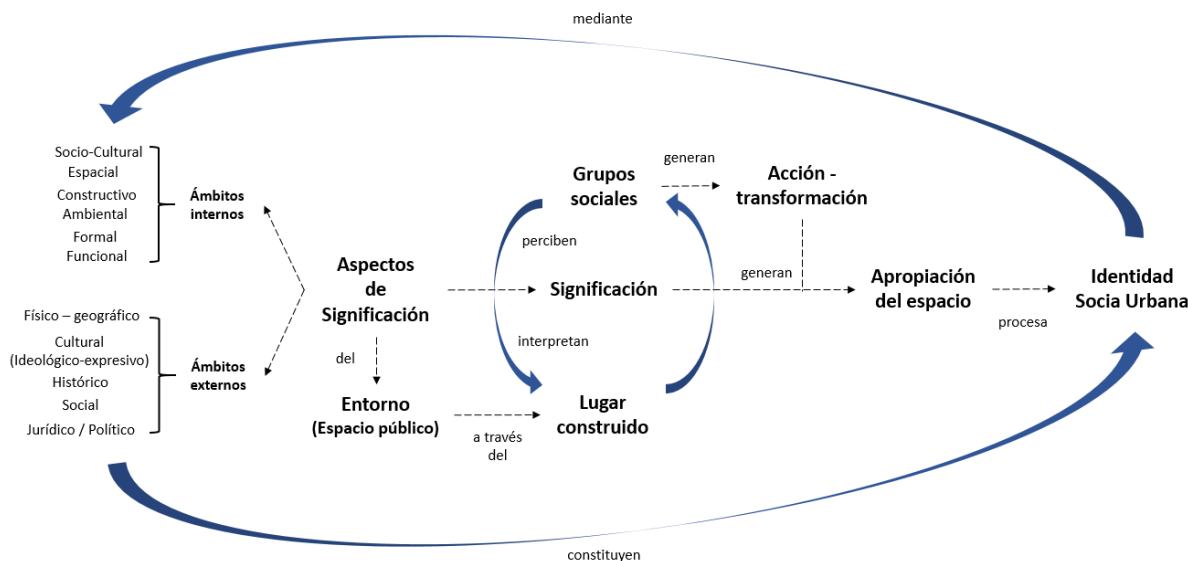 mediante
Socio-Cultural
Espacial
Constructivo
Ambiental
Formal
Funcional
Ámbitos
internos
Físico – geográfico
Cultural
(Ideológico-expresivo)
Histórico
Social
Jurídico / Político
Ámbitos
externos
Aspectos
de
Significación
del
Entorno
(Espacio público)
a través
del
Grupos
sociales
perciben
Significación
interpretan
Lugar
construido
generan
Acción -
transformación
generan
Apropiación
del espacio
procesa
Identidad
Socia Urbana
constituyen